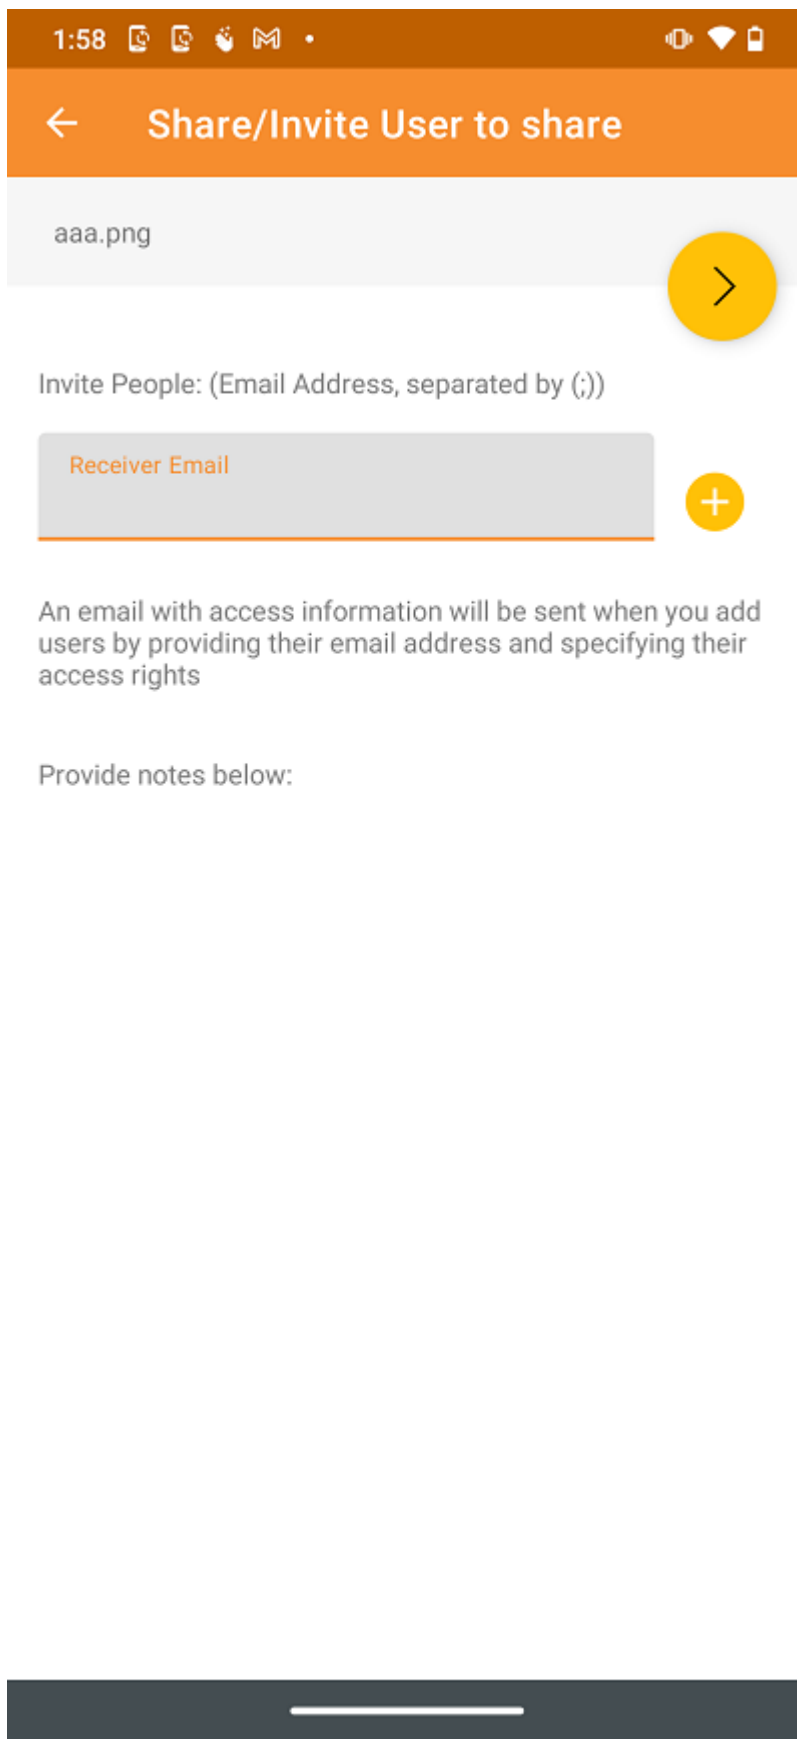 1:58
Share/Invite User to share
aaa.png
Invite People: (Email Address, separated by (;))
Receiver Email
An email with access information will be sent when you add
users by providing their email address and specifying their
access rights
Provide notes below: